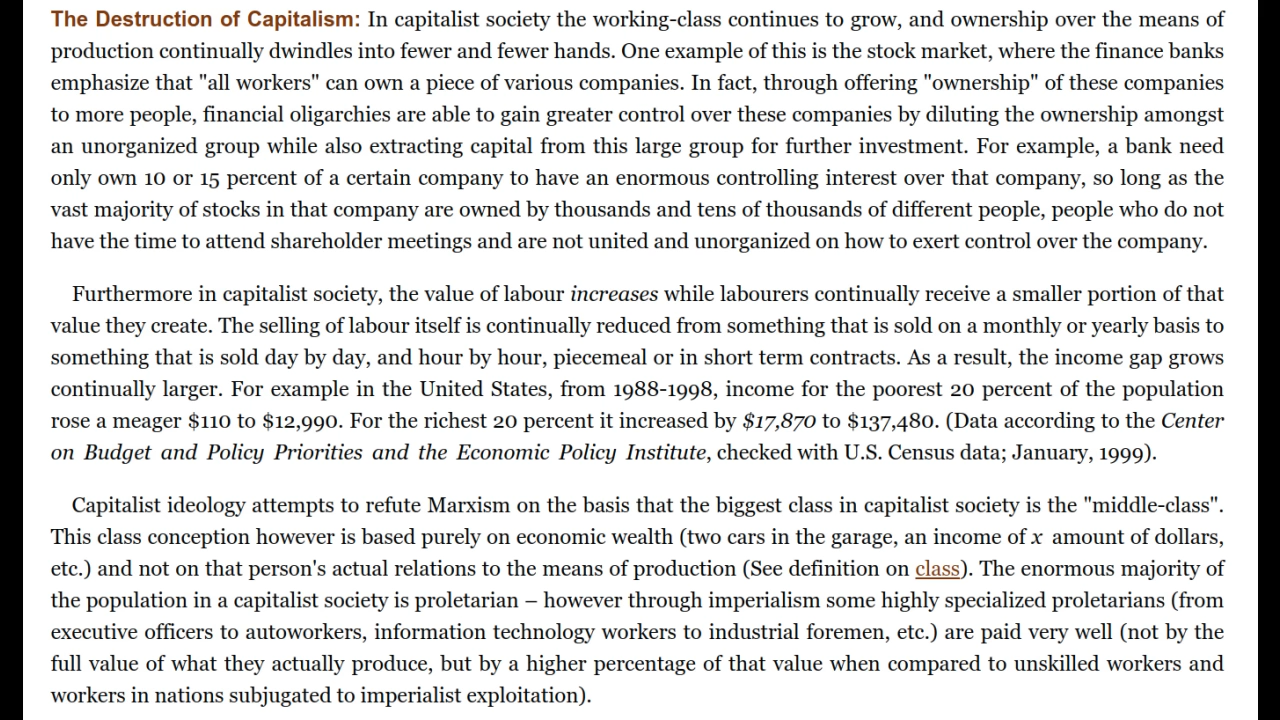 The Destruction of Capitalism: In capitalist society the working-class continues to grow, and ownership over the means of
production continually dwindles into fewer and fewer hands. One example of this is the stock market, where the finance banks
emphasize that "all workers" can own a piece of various companies. In fact, through offering "ownership" of these companies
to more people, financial oligarchies are able to gain greater control over these companies by diluting the ownership amongst
an unorganized group while also extracting capital from this large group for further investment. For example, a bank need
only own 10 or 15 percent of a certain company to have an enormous controlling interest over that company, so long as the
vast majority of stocks in that company are owned by thousands and tens of thousands of different people, people who do not
have the time to attend shareholder meetings and are not united and unorganized on how to exert control over the company.
Furthermore in capitalist society, the value of labour increases while labourers continually receive a smaller portion of that
value they create. The selling of labour itself is continually reduced from something that is sold on a monthly or yearly basis to
something that is sold day by day, and hour by hour, piecemeal or in short term contracts. As a result, the income gap grows
continually larger. For example in the United States, from 1988-1998, income for the poorest 20 percent of the population
rose a meager $110 to $12,990. For the richest 20 percent it increased by $17,870 to $137,480. (Data according to the Center
on Budget and Policy Priorities and the Economic Policy Institute, checked with U.S. Census data; January, 1999).
Capitalist ideology attempts to refute Marxism on the basis that the biggest class in capitalist society is the "middle-class".
This class conception however is based purely on economic wealth (two cars in the garage, an income of x amount of dollars,
etc.) and not on that person's actual relations to the means of production (See definition on class). The enormous majority of
the population in a capitalist society is proletarian – however through imperialism some highly specialized proletarians (from
executive officers to autoworkers, information technology workers to industrial foremen, etc.) are paid very well (not by the
full value of what they actually produce, but by a higher percentage of that value when compared to unskilled workers and
workers in nations subjugated to imperialist exploitation).